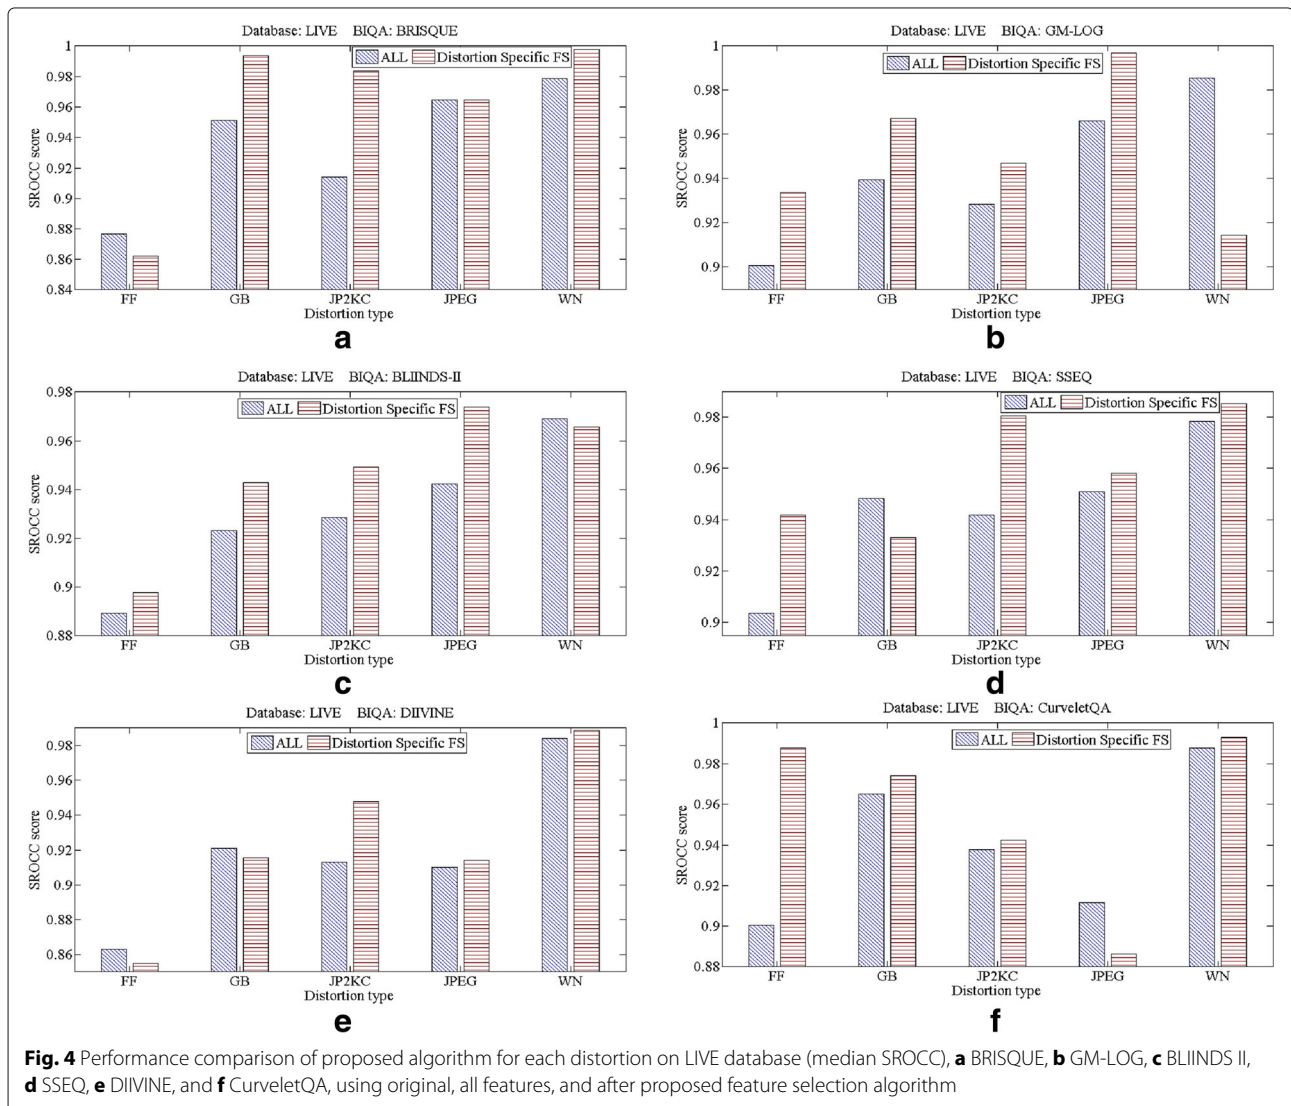 Database: LIVE BIQA: BRISQUE
ALL Distortion Specific FS
SROCC score
1
0.98
0.96
0.94
0.92
0.9
0.88
0.86
0.84
FF GB JP2KC JPEG WN
Distortion type
a
Database: LIVE BIQA: GM-LOG
ALL Distortion Specific FS
SROCC score
1
0.98
0.96
0.94
0.92
0.9
FF GB JP2KC JPEG WN
Distortion type
b
Database: LIVE BIQA: BLIINDS-II
ALL Distortion Specific FS
SROCC score
0.98
0.96
0.94
0.92
0.9
0.88
FF GB JP2KC JPEG WN
Distortion type
c
Database: LIVE BIQA: SSEQ
ALL Distortion Specific FS
SROCC score
0.98
0.96
0.94
0.92
0.9
FF GB JP2KC JPEG WN
Distortion type
d
Database: LIVE BIQA: DIIVINE
ALL Distortion Specific FS
SROCC score
0.98
0.96
0.94
0.92
0.9
0.88
0.86
FF GB JP2KC JPEG WN
Distortion type
e
Database: LIVE BIQA: CurveletQA
ALL Distortion Specific FS
SROCC score
1
0.98
0.96
0.94
0.92
0.9
0.88
FF GB JP2KC JPEG WN
Distortion type
f
Fig. 4 Performance comparison of proposed algorithm for each distortion on LIVE database (median SROCC), a BRISQUE, b GM-LOG, c BLIINDS II,
d SSEQ, e DIIVINE, and f CurveletQA, using original, all features, and after proposed feature selection algorithm